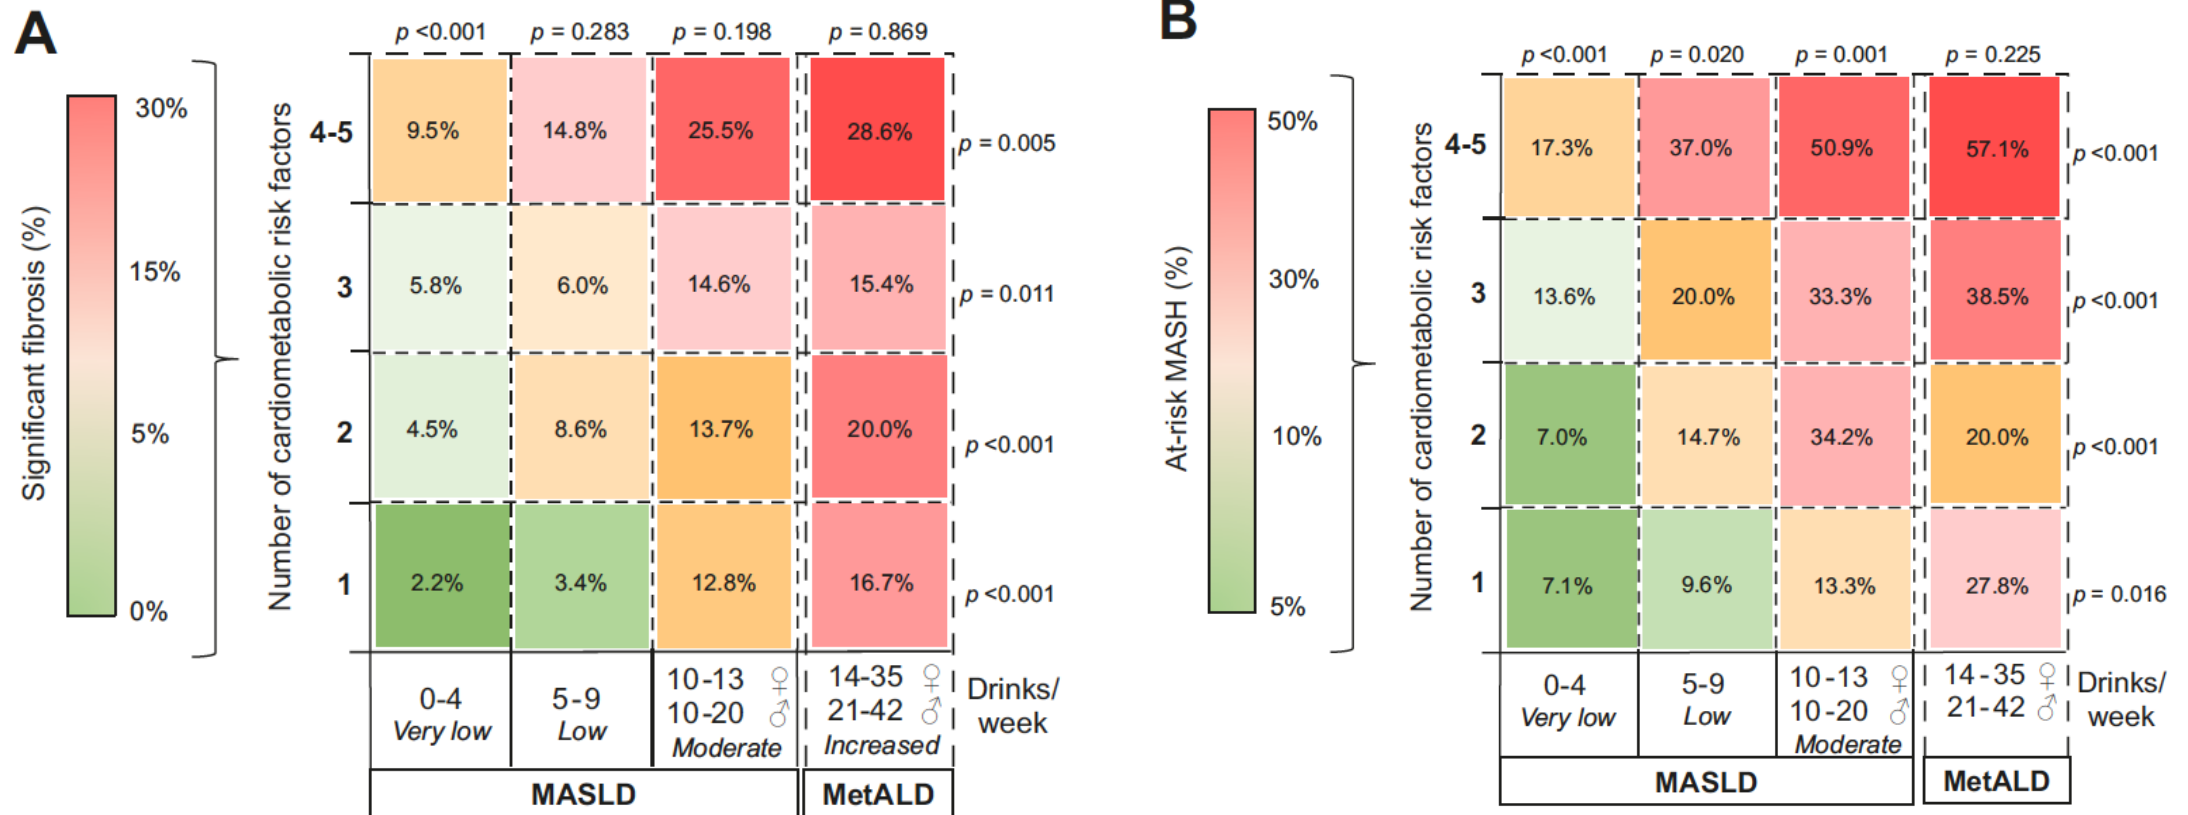 A
p <0.001 p = 0.283 p = 0.198 p = 0.869
Significant fibrosis (%)
30%
15%
5%
0%
Number of cardiometabolic risk factors
4-5 9.5% 14.8% 25.5% 28.6% p = 0.005
3 5.8% 6.0% 14.6% 15.4% p = 0.011
2 4.5% 8.6% 13.7% 20.0% p <0.001
1 2.2% 3.4% 12.8% 16.7% p <0.001
0-4 Very low
5-9 Low
10-13 ♀
10-20 ♂
Moderate
14-35 ♀
21-42 ♂
Increased
Drinks/
week
MASLD MetALD
B
p <0.001 p = 0.020 p = 0.001 p = 0.225
At-risk MASH (%)
50%
30%
10%
5%
Number of cardiometabolic risk factors
4-5 17.3% 37.0% 50.9% 57.1% p <0.001
3 13.6% 20.0% 33.3% 38.5% p <0.001
2 7.0% 14.7% 34.2% 20.0% p <0.001
1 7.1% 9.6% 13.3% 27.8% p = 0.016
0-4 Very low
5-9 Low
10-13 ♀
10-20 ♂
Moderate
14-35 ♀
21-42 ♂
Drinks/
week
MASLD MetALD